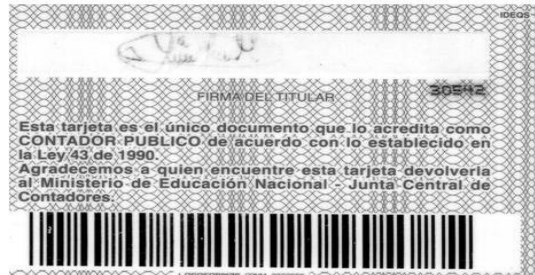 IDEQS
FIRMA DEL TITULAR
30542
Esta tarjeta es el único documento que lo acredita como
CONTADOR PUBLICO de acuerdo con lo establecido en
la Ley 43 de 1990.
Agradecemos a quien encuentre esta tarjeta devolverla
al Ministerio de Educación Nacional - Junta Central de
Contadores.